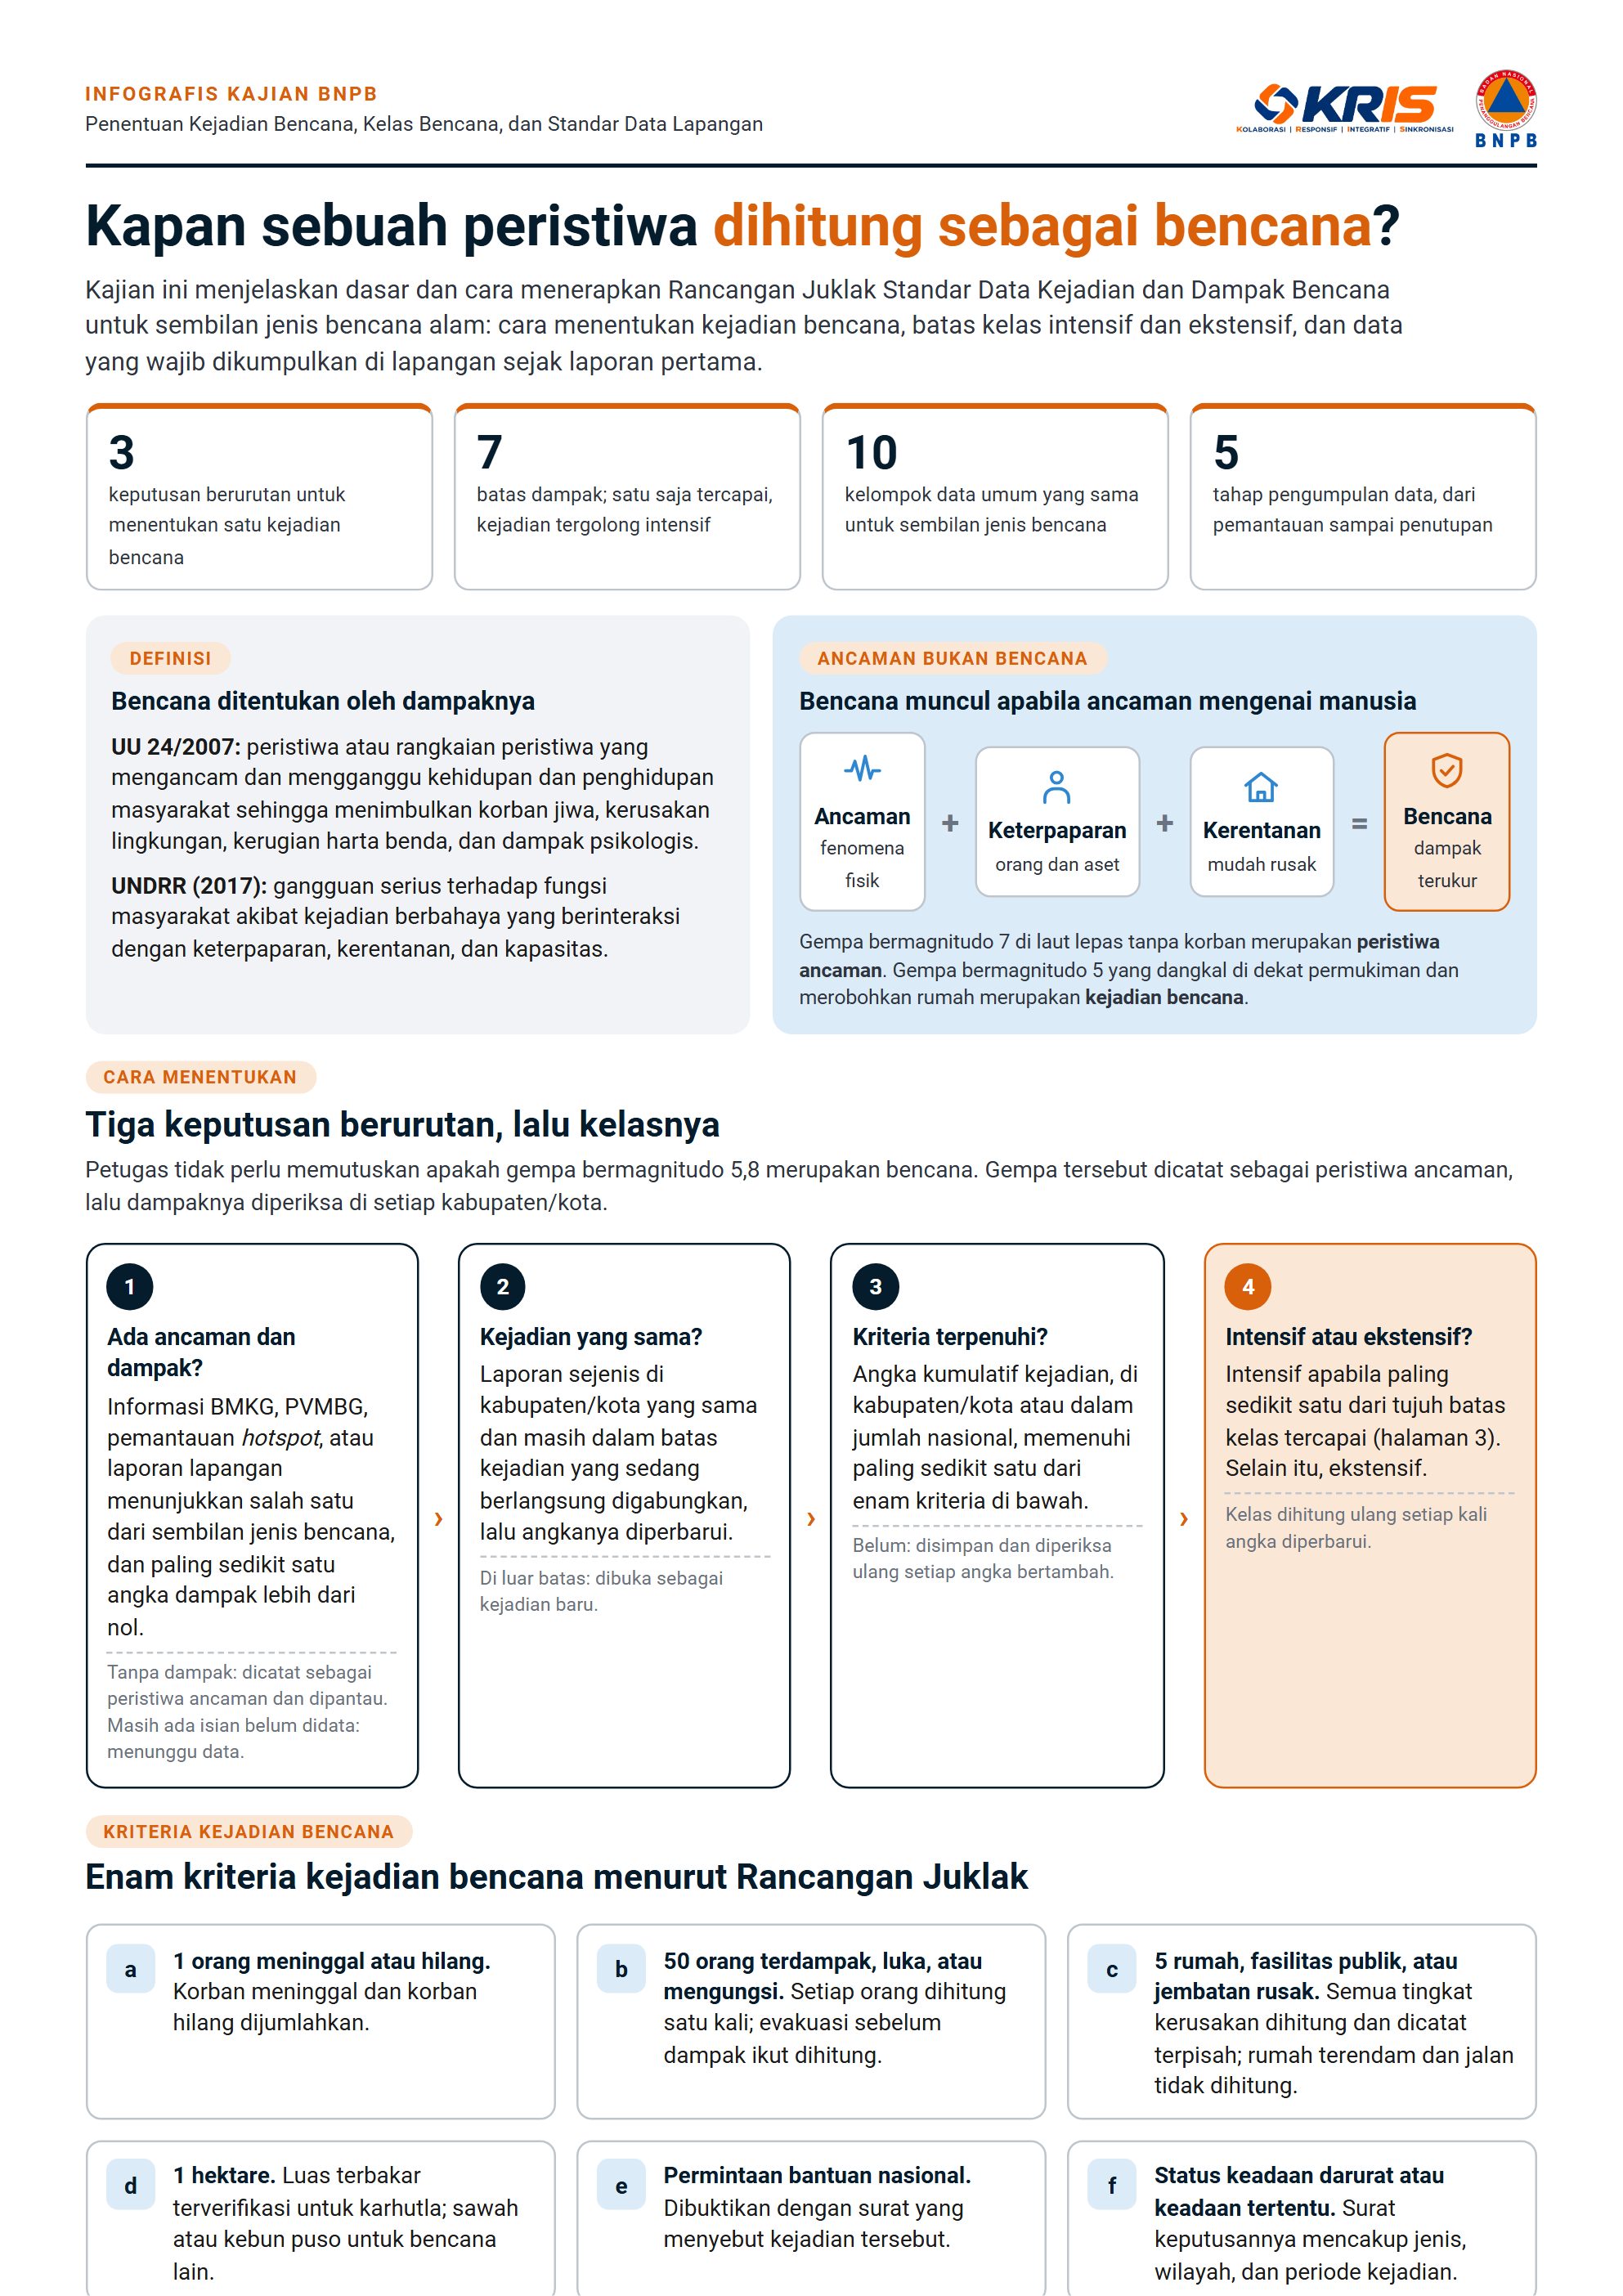 INFOGRAFIS KAJIAN BNPB
Penentuan Kejadian Bencana, Kelas Bencana, dan Standar Data Lapangan
KRIS
KOLABORASI | RESPONSIF | INTEGRATIF | SINKRONISASI
BADAN NASIONAL
PENANGGULANGAN BENCANA
BNPB
Kapan sebuah peristiwa dihitung sebagai bencana?
Kajian ini menjelaskan dasar dan cara menerapkan Rancangan Juklak Standar Data Kejadian dan Dampak Bencana
untuk sembilan jenis bencana alam: cara menentukan kejadian bencana, batas kelas intensif dan ekstensif, dan data
yang wajib dikumpulkan di lapangan sejak laporan pertama.
3
keputusan berurutan untuk
menentukan satu kejadian
bencana
7
batas dampak; satu saja tercapai,
kejadian tergolong intensif
10
kelompok data umum yang sama
untuk sembilan jenis bencana
5
tahap pengumpulan data, dari
pemantauan sampai penutupan
DEFINISI
Bencana ditentukan oleh dampaknya
UU 24/2007: peristiwa atau rangkaian peristiwa yang
mengancam dan mengganggu kehidupan dan penghidupan
masyarakat sehingga menimbulkan korban jiwa, kerusakan
lingkungan, kerugian harta benda, dan dampak psikologis.
UNDRR (2017): gangguan serius terhadap fungsi
masyarakat akibat kejadian berbahaya yang berinteraksi
dengan keterpaparan, kerentanan, dan kapasitas.
ANCAMAN BUKAN BENCANA
Bencana muncul apabila ancaman mengenai manusia
Ancaman
fenomena
fisik
+
Keterpaparan
orang dan aset
+
Kerentanan
mudah rusak
=
Bencana
dampak
terukur
Gempa bermagnitudo 7 di laut lepas tanpa korban merupakan peristiwa
ancaman. Gempa bermagnitudo 5 yang dangkal di dekat permukiman dan
merobohkan rumah merupakan kejadian bencana.
CARA MENENTUKAN
Tiga keputusan berurutan, lalu kelasnya
Petugas tidak perlu memutuskan apakah gempa bermagnitudo 5,8 merupakan bencana. Gempa tersebut dicatat sebagai peristiwa ancaman,
lalu dampaknya diperiksa di setiap kabupaten/kota.
1
Ada ancaman dan
dampak?
Informasi BMKG, PVMBG,
pemantauan hotspot, atau
laporan lapangan
menunjukkan salah satu
dari sembilan jenis bencana,
dan paling sedikit satu
angka dampak lebih dari
nol.
Tanpa dampak: dicatat sebagai
peristiwa ancaman dan dipantau.
Masih ada isian belum didata:
menunggu data.
›
2
Kejadian yang sama?
Laporan sejenis di
kabupaten/kota yang sama
dan masih dalam batas
kejadian yang sedang
berlangsung digabungkan,
lalu angkanya diperbarui.
Di luar batas: dibuka sebagai
kejadian baru.
›
3
Kriteria terpenuhi?
Angka kumulatif kejadian, di
kabupaten/kota atau dalam
jumlah nasional, memenuhi
paling sedikit satu dari
enam kriteria di bawah.
Belum: disimpan dan diperiksa
ulang setiap angka bertambah.
›
4
Intensif atau ekstensif?
Intensif apabila paling
sedikit satu dari tujuh batas
kelas tercapai (halaman 3).
Selain itu, ekstensif.
Kelas dihitung ulang setiap kali
angka diperbarui.
KRITERIA KEJADIAN BENCANA
Enam kriteria kejadian bencana menurut Rancangan Juklak
a
1 orang meninggal atau hilang.
Korban meninggal dan korban
hilang dijumlahkan.
b
50 orang terdampak, luka, atau
mengungsi. Setiap orang dihitung
satu kali; evakuasi sebelum
dampak ikut dihitung.
c
5 rumah, fasilitas publik, atau
jembatan rusak. Semua tingkat
kerusakan dihitung dan dicatat
terpisah; rumah terendam dan jalan
tidak dihitung.
d
1 hektare. Luas terbakar
terverifikasi untuk karhutla; sawah
atau kebun puso untuk bencana
lain.
e
Permintaan bantuan nasional.
Dibuktikan dengan surat yang
menyebut kejadian tersebut.
f
Status keadaan darurat atau
keadaan tertentu. Surat
keputusannya mencakup jenis,
wilayah, dan periode kejadian.